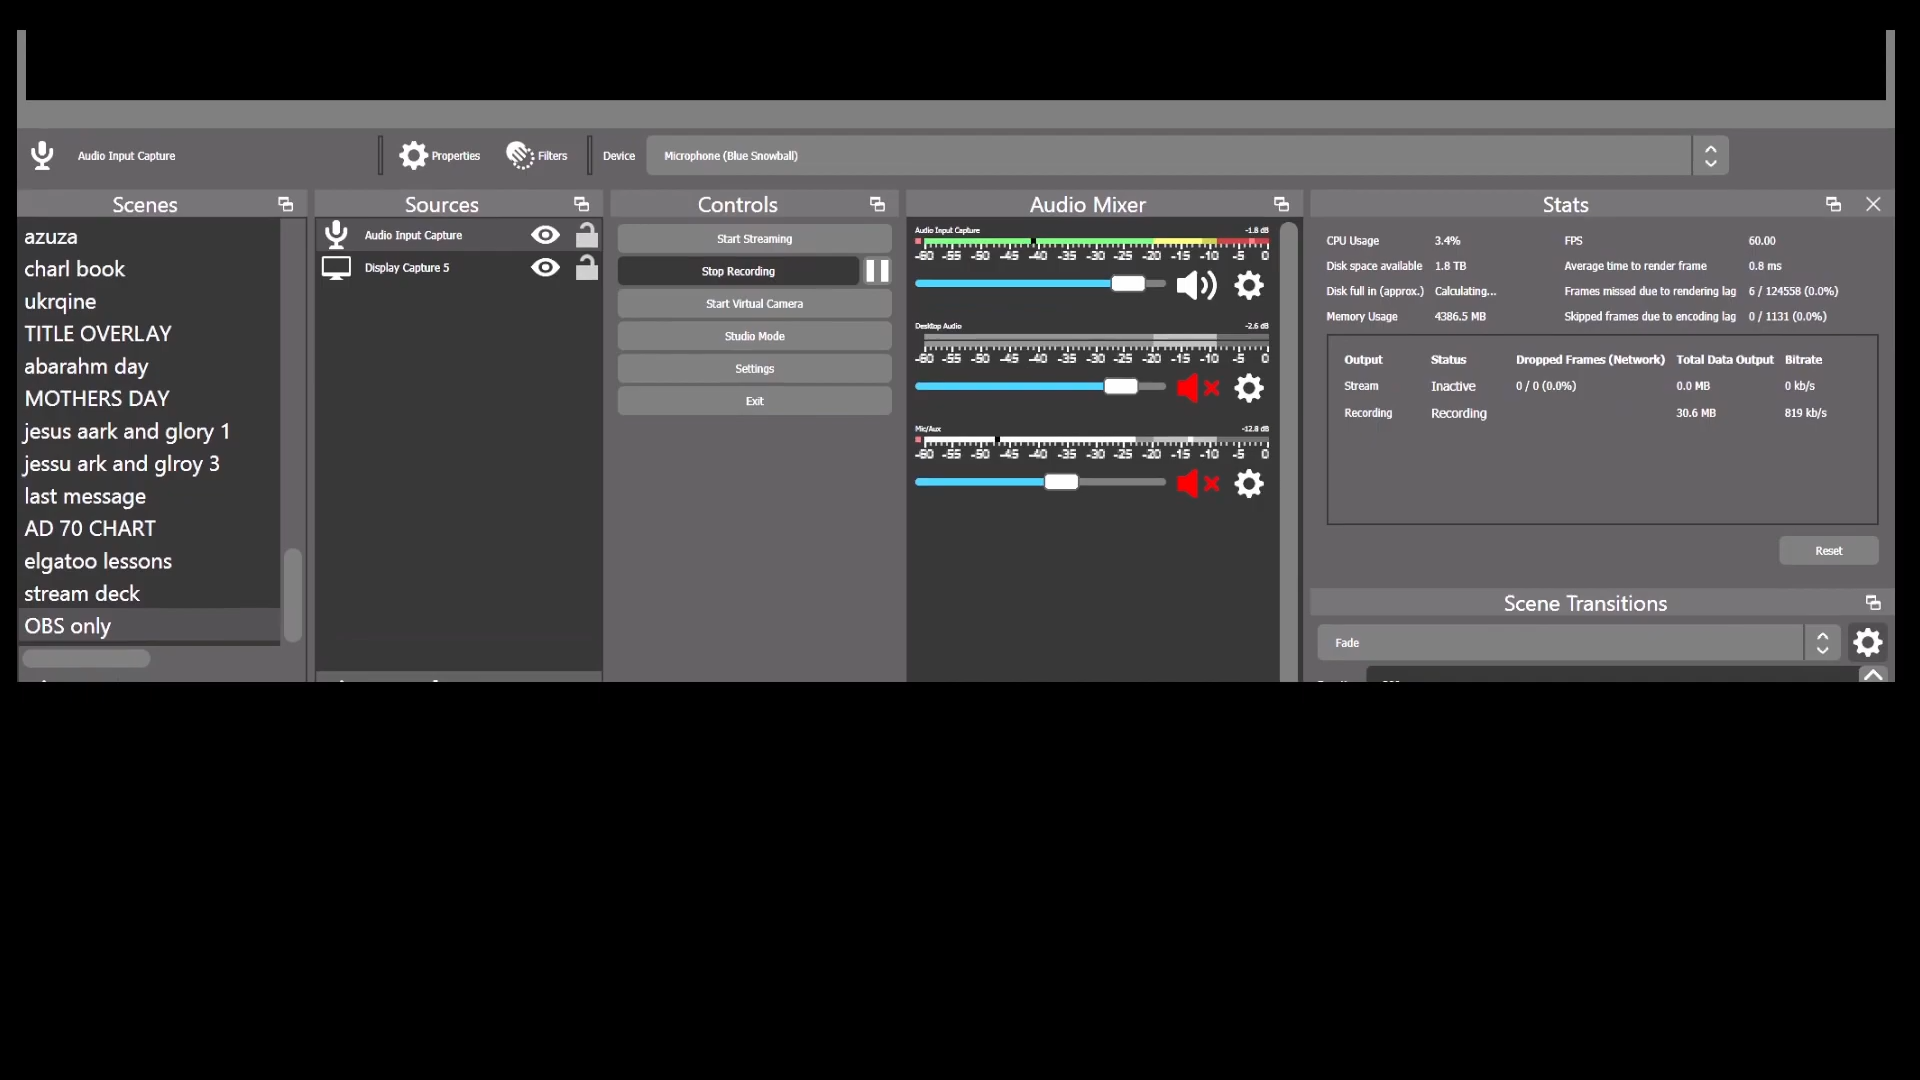 Audio Input Capture
Properties
Filters
Device
Microphone (Blue Snowball)
Scenes
azuza
charl book
ukrqine
TITLE OVERLAY
abarahm day
MOTHERS DAY
jesus aark and glory 1
jessu ark and glroy 3
last message
AD 70 CHART
elgatoo lessons
stream deck
OBS only
Sources
Audio Input Capture
Display Capture 5
Controls
Start Streaming
Stop Recording
Start Virtual Camera
Studio Mode
Settings
Exit
Audio Mixer
Audio Input Capture -1.8 dB
-60 -55 -50 -45 -40 -35 -30 -25 -20 -15 -10 -5 0
Desktop Audio -2.6 dB
-60 -55 -50 -45 -40 -35 -30 -25 -20 -15 -10 -5 0
Mic/Aux -12.8 dB
-60 -55 -50 -45 -40 -35 -30 -25 -20 -15 -10 -5 0
Stats
CPU Usage 3.4% FPS 60.00
Disk space available 1.8 TB Average time to render frame 0.8 ms
Disk full in (approx.) Calculating... Frames missed due to rendering lag 6 / 124558 (0.0%)
Memory Usage 4386.5 MB Skipped frames due to encoding lag 0 / 1131 (0.0%)
Output Status Dropped Frames (Network) Total Data Output Bitrate
Stream Inactive 0 / 0 (0.0%) 0.0 MB 0 kb/s
Recording Recording 30.6 MB 819 kb/s
Reset
Scene Transitions
Fade